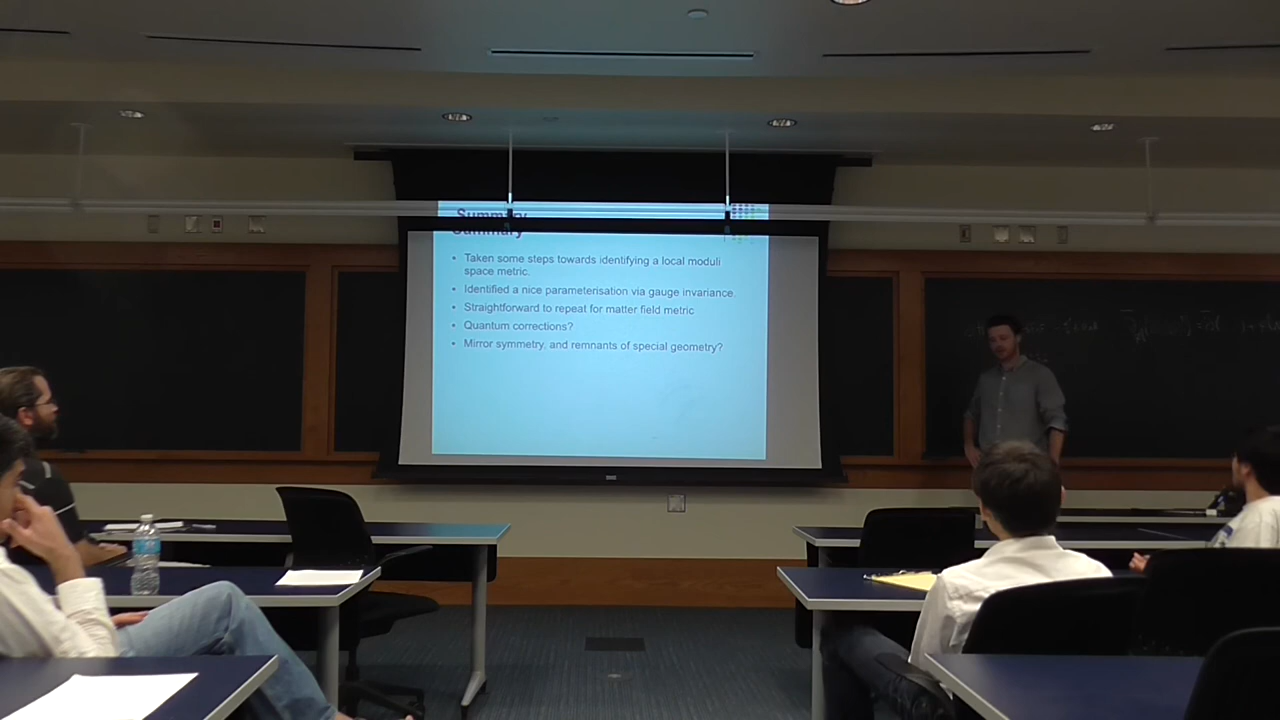 Summary
Summary
• Taken some steps towards identifying a local moduli
space metric.
• Identified a nice parameterisation via gauge invariance.
• Straightforward to repeat for matter field metric
• Quantum corrections?
• Mirror symmetry, and remnants of special geometry?